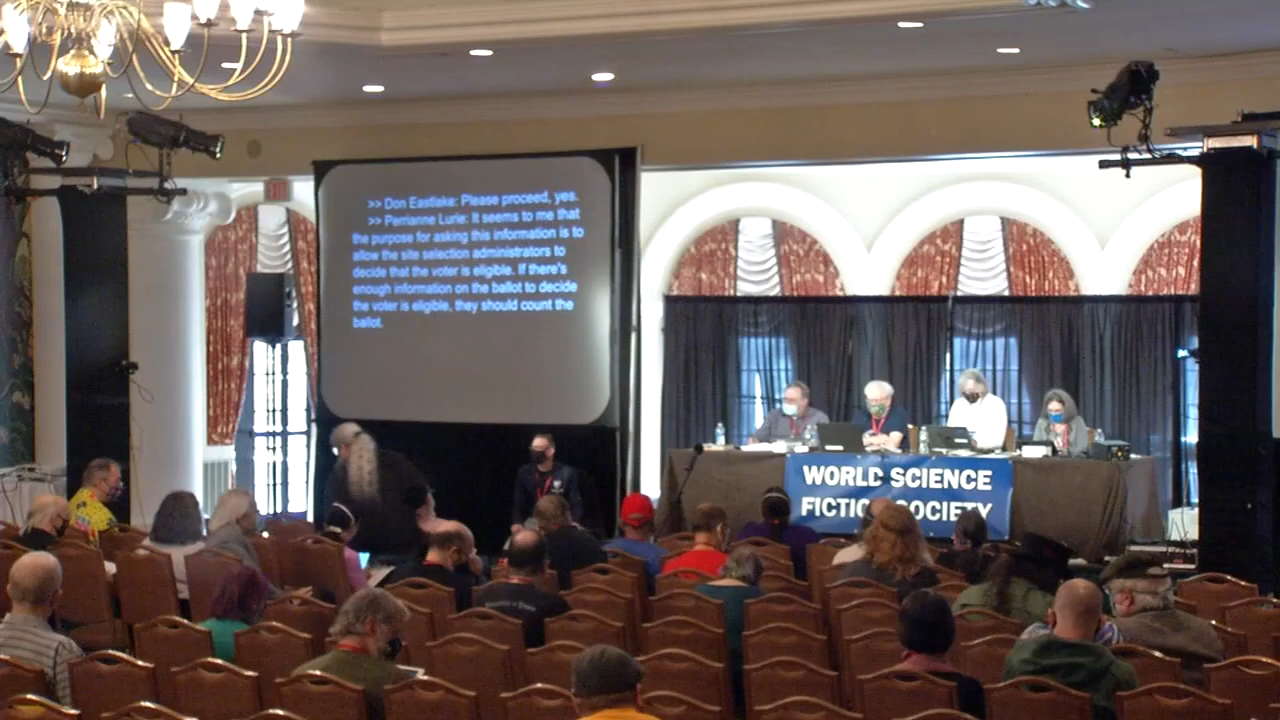 >> Don Eastlake: Please proceed, yes.
>> Perrianne Lurie: It seems to me that
the purpose for asking this information is to
allow the site selection administrators to
decide that the voter is eligible. If there's
enough information on the ballot to decide
the voter is eligible, they should count the
ballot.
WORLD SCIENCE
FICTION SOCIETY